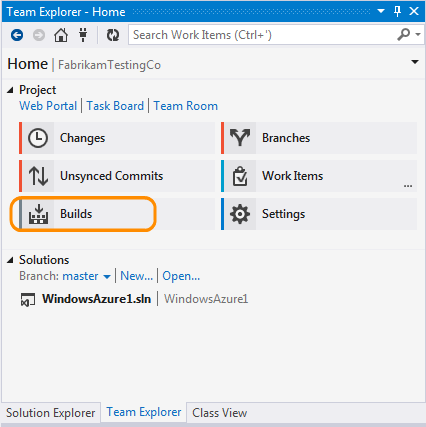 Team Explorer - Home
Search Work Items (Ctrl+')
Home | FabrikamTestingCo
Project
Web Portal | Task Board | Team Room
Changes
Branches
Unsynced Commits
Work Items
...
Builds
Settings
Solutions
Branch: master | New... | Open...
WindowsAzure1.sln | WindowsAzure1
Solution Explorer Team Explorer Class View